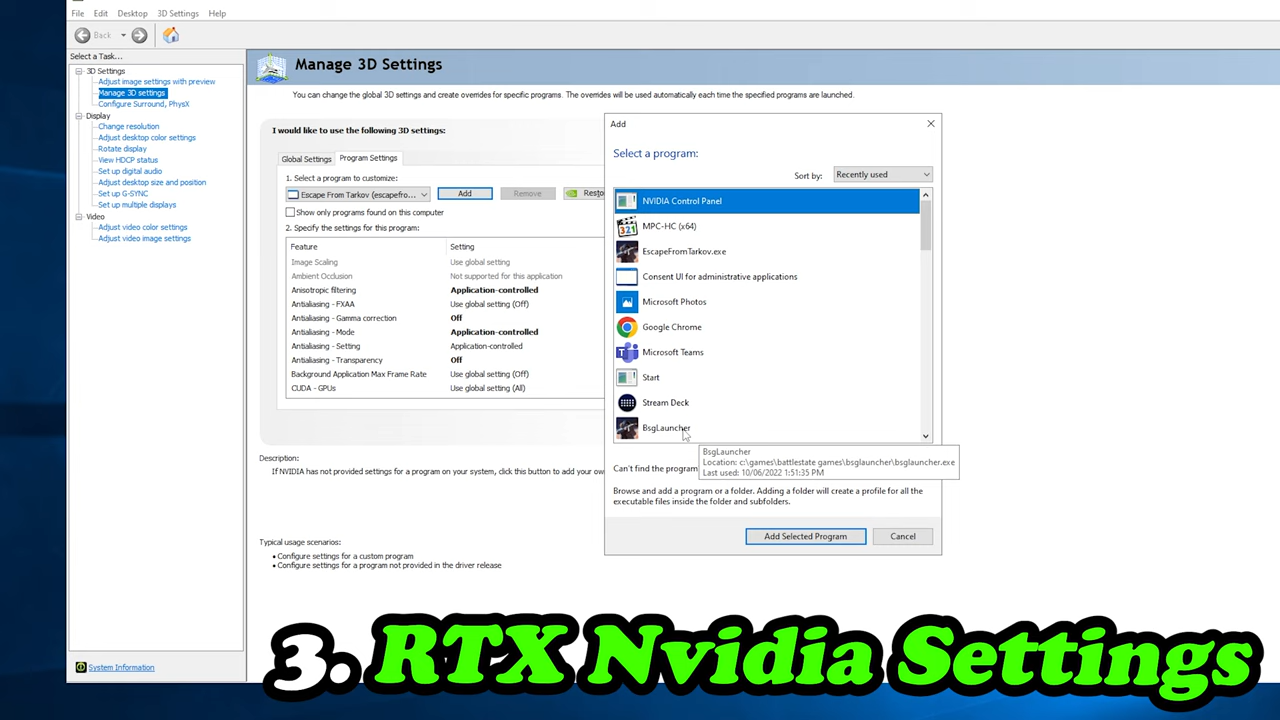 File Edit Desktop 3D Settings Help
Back
Select a Task...
3D Settings
Adjust image settings with preview
Manage 3D settings
Configure Surround, PhysX
Display
Change resolution
Adjust desktop color settings
Rotate display
View HDCP status
Set up digital audio
Adjust desktop size and position
Set up G-SYNC
Set up multiple displays
Video
Adjust video color settings
Adjust video image settings
System Information
Manage 3D Settings
You can change the global 3D settings and create overrides for specific programs. The overrides will be used automatically each time the specified programs are launched.
I would like to use the following 3D settings:
Global Settings Program Settings
1. Select a program to customize:
Escape From Tarkov (escapefro... Add Remove Resto
Show only programs found on this computer
2. Specify the settings for this program:
Feature Setting
Image Scaling Use global setting
Ambient Occlusion Not supported for this application
Anisotropic filtering Application-controlled
Antialiasing - FXAA Use global setting (Off)
Antialiasing - Gamma correction Off
Antialiasing - Mode Application-controlled
Antialiasing - Setting Application-controlled
Antialiasing - Transparency Off
Background Application Max Frame Rate Use global setting (Off)
CUDA - GPUs Use global setting (All)
Description:
If NVIDIA has not provided settings for a program on your system, click this button to add your ow
Typical usage scenarios:
• Configure settings for a custom program
• Configure settings for a program not provided in the driver release
Add
Select a program:
Sort by: Recently used
NVIDIA Control Panel
321
MPC-HC (x64)
EscapeFromTarkov.exe
Consent UI for administrative applications
Microsoft Photos
Google Chrome
Microsoft Teams
Start
Stream Deck
BsgLauncher
BsgLauncher
Location: c:\games\battlestate games\bsglauncher\bsglauncher.exe
Last used: 10/06/2022 1:51:35 PM
Can't find the program
Browse and add a program or a folder. Adding a folder will create a profile for all the
executable files inside the folder and subfolders.
Add Selected Program Cancel
3. RTX Nvidia Settings